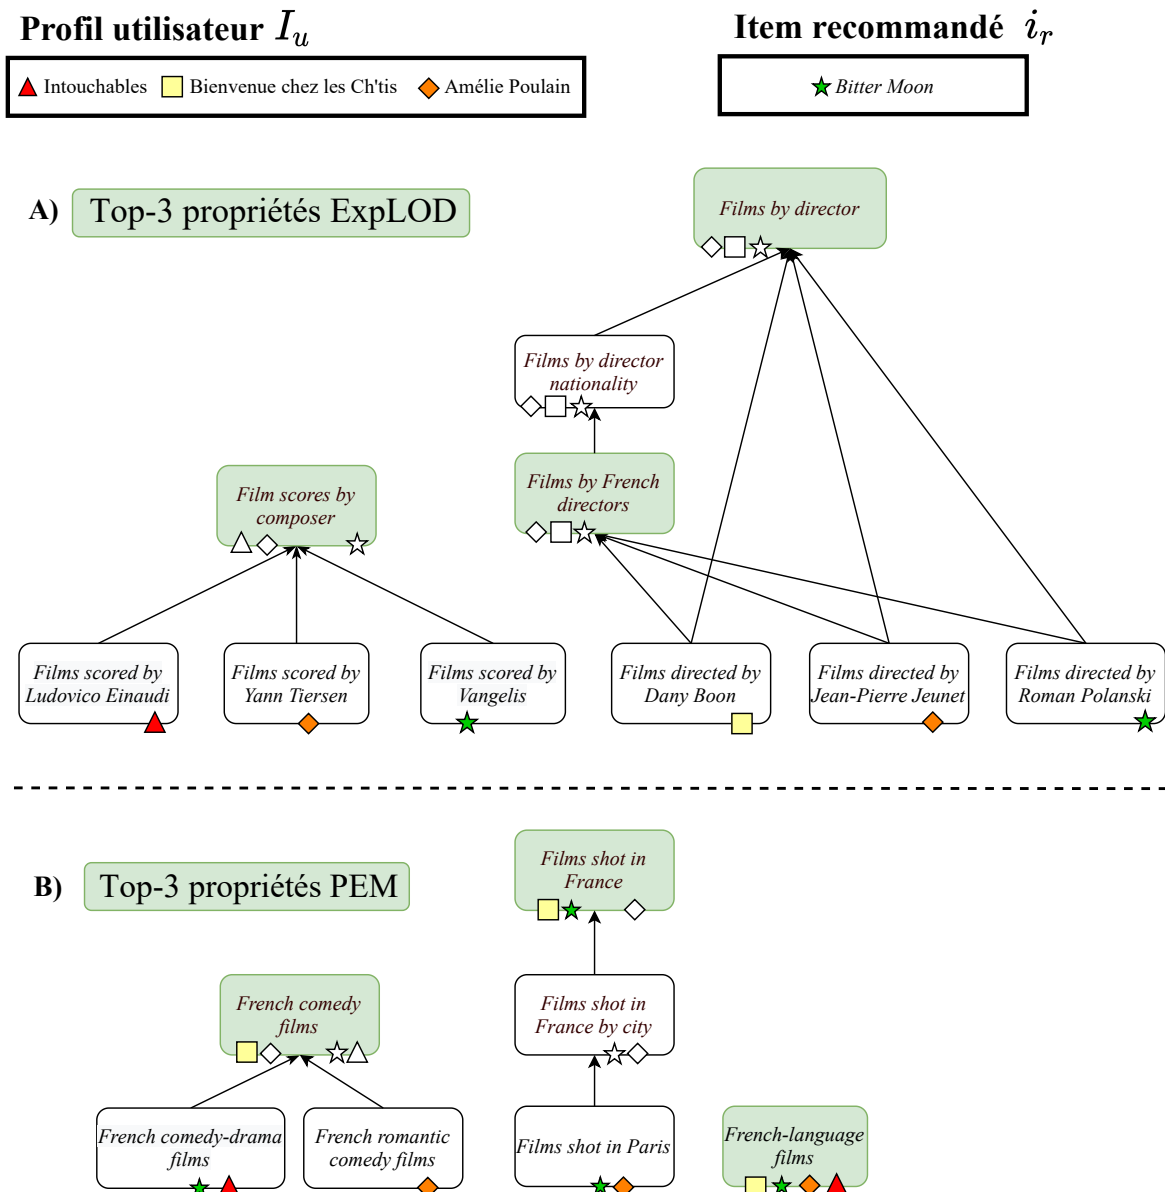 Profil utilisateur I_u
Item recommandé i_r
Intouchables
Bienvenue chez les Ch'tis
Amélie Poulain
Bitter Moon
A)
Top-3 propriétés ExpLOD
Films by director
Films by director
nationality
Film scores by
composer
Films by French
directors
Films scored by
Ludovico Einaudi
Films scored by
Yann Tiersen
Films scored by
Vangelis
Films directed by
Dany Boon
Films directed by
Jean-Pierre Jeunet
Films directed by
Roman Polanski
B)
Top-3 propriétés PEM
Films shot in
France
French comedy
films
Films shot in
France by city
French comedy-drama
films
French romantic
comedy films
Films shot in Paris
French-language
films